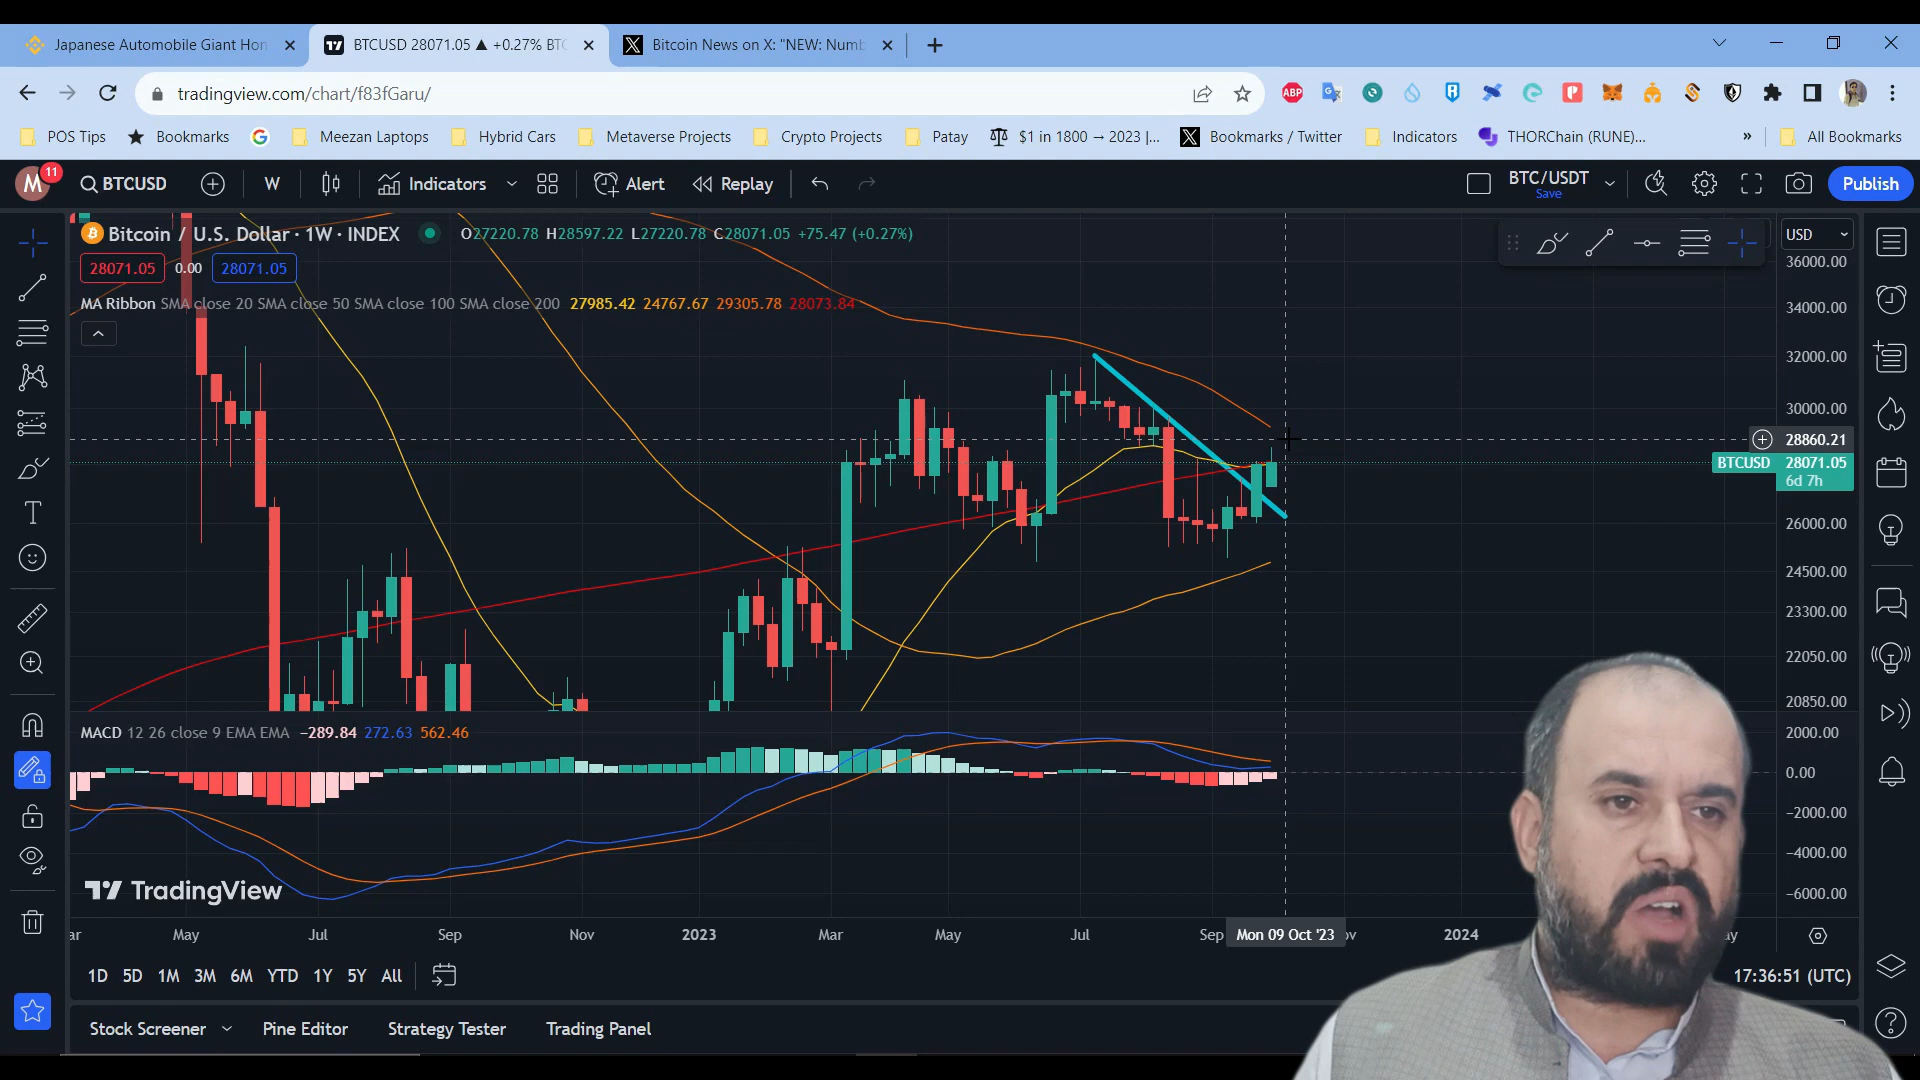 Japanese Automobile Giant Hon
BTCUSD 28071.05 ▲ +0.27% BTC
Bitcoin News on X: "NEW: Numb
tradingview.com/chart/f83fGaru/
POS Tips
Bookmarks
Meezan Laptops
Hybrid Cars
Metaverse Projects
Crypto Projects
Patay
$1 in 1800 → 2023 |...
Bookmarks / Twitter
Indicators
THORChain (RUNE)...
»
All Bookmarks
M
11
BTCUSD
W
Indicators
Alert
Replay
BTC/USDT
Save
Publish
Bitcoin / U.S. Dollar · 1W · INDEX
O27220.78 H28597.22 L27220.78 C28071.05 +75.47 (+0.27%)
USD
28071.05 0.00 28071.05
MA Ribbon SMA close 20 SMA close 50 SMA close 100 SMA close 200 27985.42 24767.67 29305.78 28073.84
36000.00
34000.00
32000.00
30000.00
28860.21
BTCUSD 28071.05
6d 7h
26000.00
24500.00
23300.00
22050.00
20850.00
MACD 12 26 close 9 EMA EMA −289.84 272.63 562.46
2000.00
0.00
−2000.00
−4000.00
−6000.00
TradingView
ar May Jul Sep Nov 2023 Mar May Jul Sep Mon 09 Oct '23 ov 2024 ay
1D 5D 1M 3M 6M YTD 1Y 5Y All
17:36:51 (UTC)
Stock Screener
Pine Editor
Strategy Tester
Trading Panel